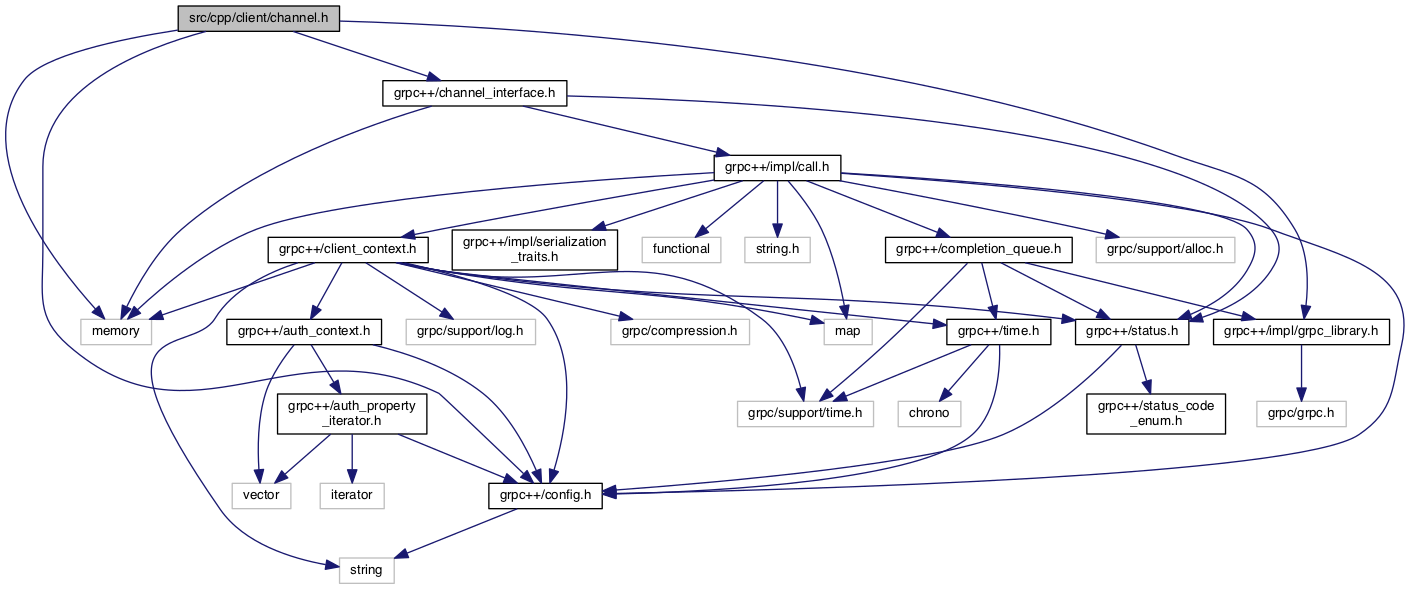 src/cpp/client/channel.h
grpc++/channel_interface.h
grpc++/impl/call.h
grpc++/client_context.h
grpc++/impl/serialization
_traits.h
functional
string.h
grpc++/completion_queue.h
grpc/support/alloc.h
memory
grpc++/auth_context.h
grpc/support/log.h
grpc/compression.h
map
grpc++/time.h
grpc++/status.h
grpc++/impl/grpc_library.h
grpc++/auth_property
_iterator.h
grpc/support/time.h
chrono
grpc++/status_code
_enum.h
grpc/grpc.h
vector
iterator
grpc++/config.h
string